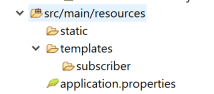 src/main/resources
static
templates
subscriber
application.properties